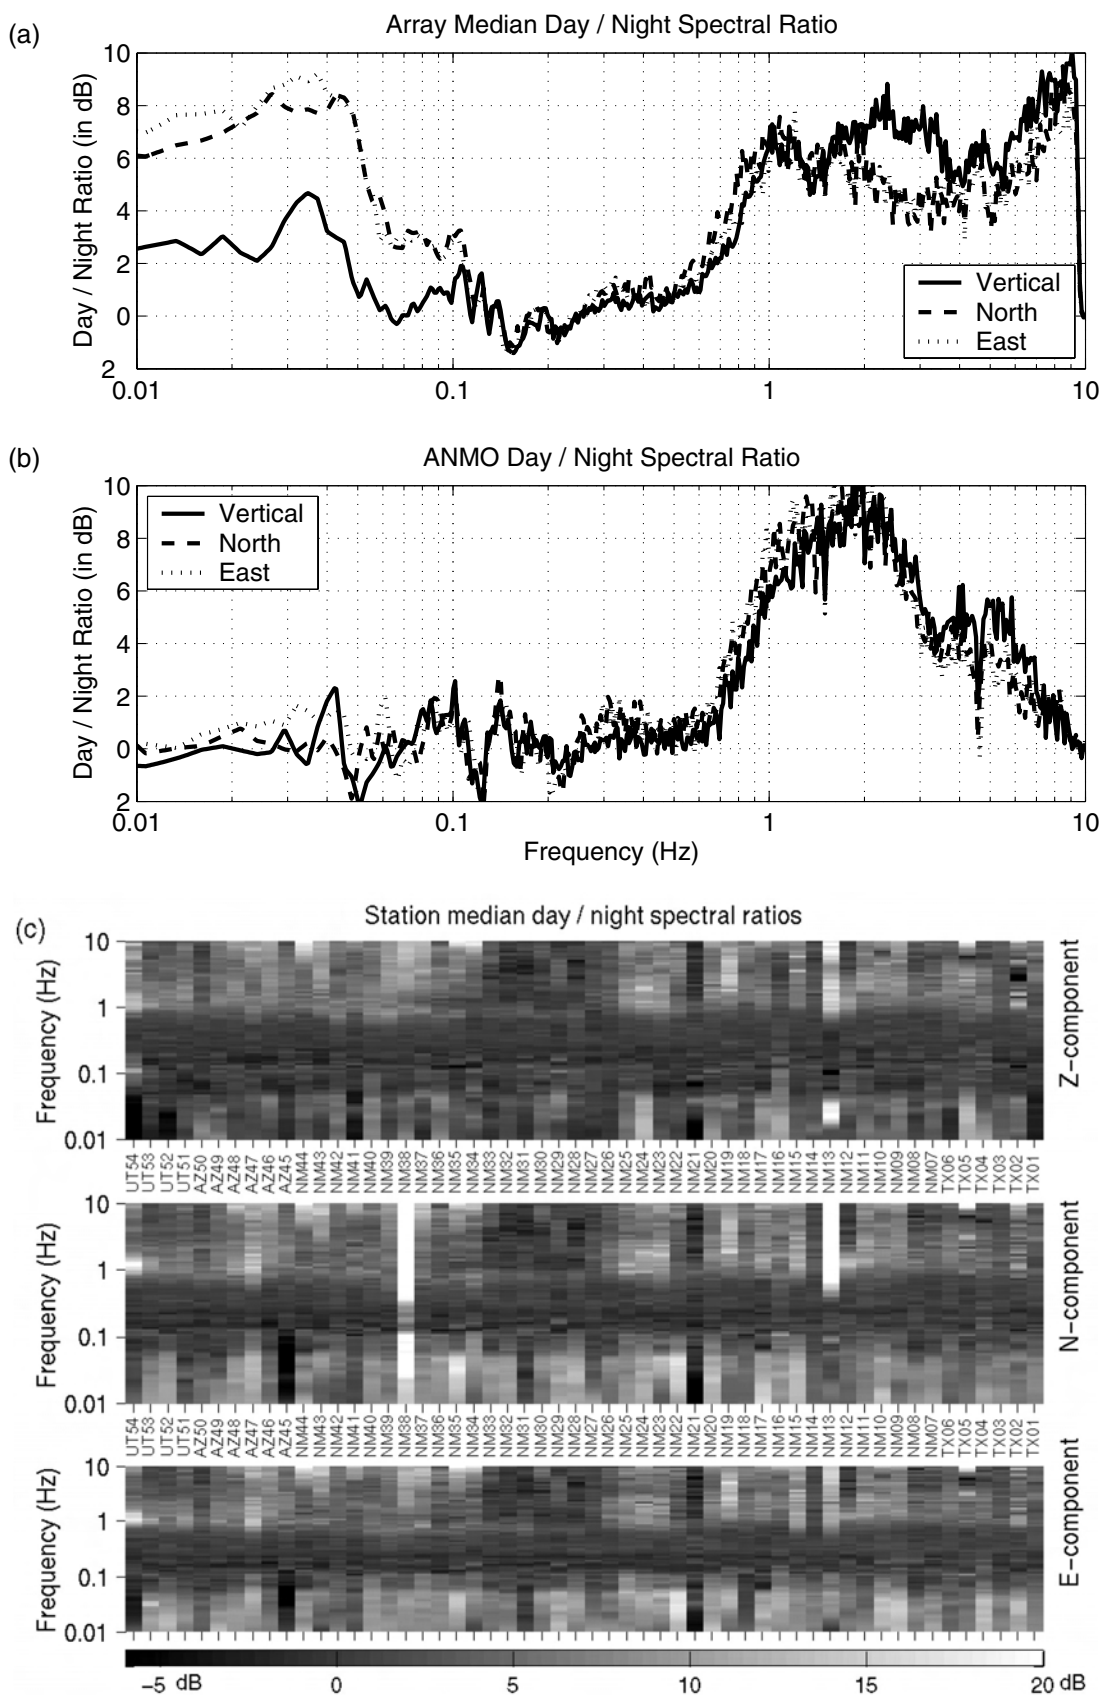 (a)
Array Median Day / Night Spectral Ratio
Day / Night Ratio (in dB)
10
8
6
4
2
0
2
Vertical
North
East
0.01 0.1 1 10
(b)
ANMO Day / Night Spectral Ratio
Day / Night Ratio (in dB)
10
8
6
4
2
0
2
Vertical
North
East
0.01 0.1 1 10
Frequency (Hz)
(c)
Station median day / night spectral ratios
Frequency (Hz)
10
1
0.1
0.01
Z-component
UT54 UT53 UT52 UT51 AZ50 AZ49 AZ48 AZ47 AZ46 AZ45 NM44 NM43 NM42 NM41 NM40 NM39 NM38 NM37 NM36 NM35 NM34 NM33 NM32 NM31 NM30 NM29 NM28 NM27 NM26 NM25 NM24 NM23 NM22 NM21 NM20 NM19 NM18 NM17 NM16 NM15 NM14 NM13 NM12 NM11 NM10 NM09 NM08 NM07 TX06 TX05 TX04 TX03 TX02 TX01
Frequency (Hz)
10
1
0.1
0.01
N-component
UT54 UT53 UT52 UT51 AZ50 AZ49 AZ48 AZ47 AZ46 AZ45 NM44 NM43 NM42 NM41 NM40 NM39 NM38 NM37 NM36 NM35 NM34 NM33 NM32 NM31 NM30 NM29 NM28 NM27 NM26 NM25 NM24 NM23 NM22 NM21 NM20 NM19 NM18 NM17 NM16 NM15 NM14 NM13 NM12 NM11 NM10 NM09 NM08 NM07 TX06 TX05 TX04 TX03 TX02 TX01
Frequency (Hz)
10
1
0.1
0.01
E-component
-5 dB 0 5 10 15 20 dB